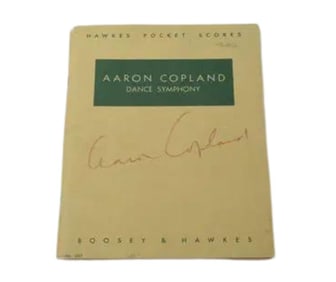 HAWKES POCKET SCORES
AARON COPLAND
DANCE SYMPHONY
Aaron Copland
BOOSEY & HAWKES